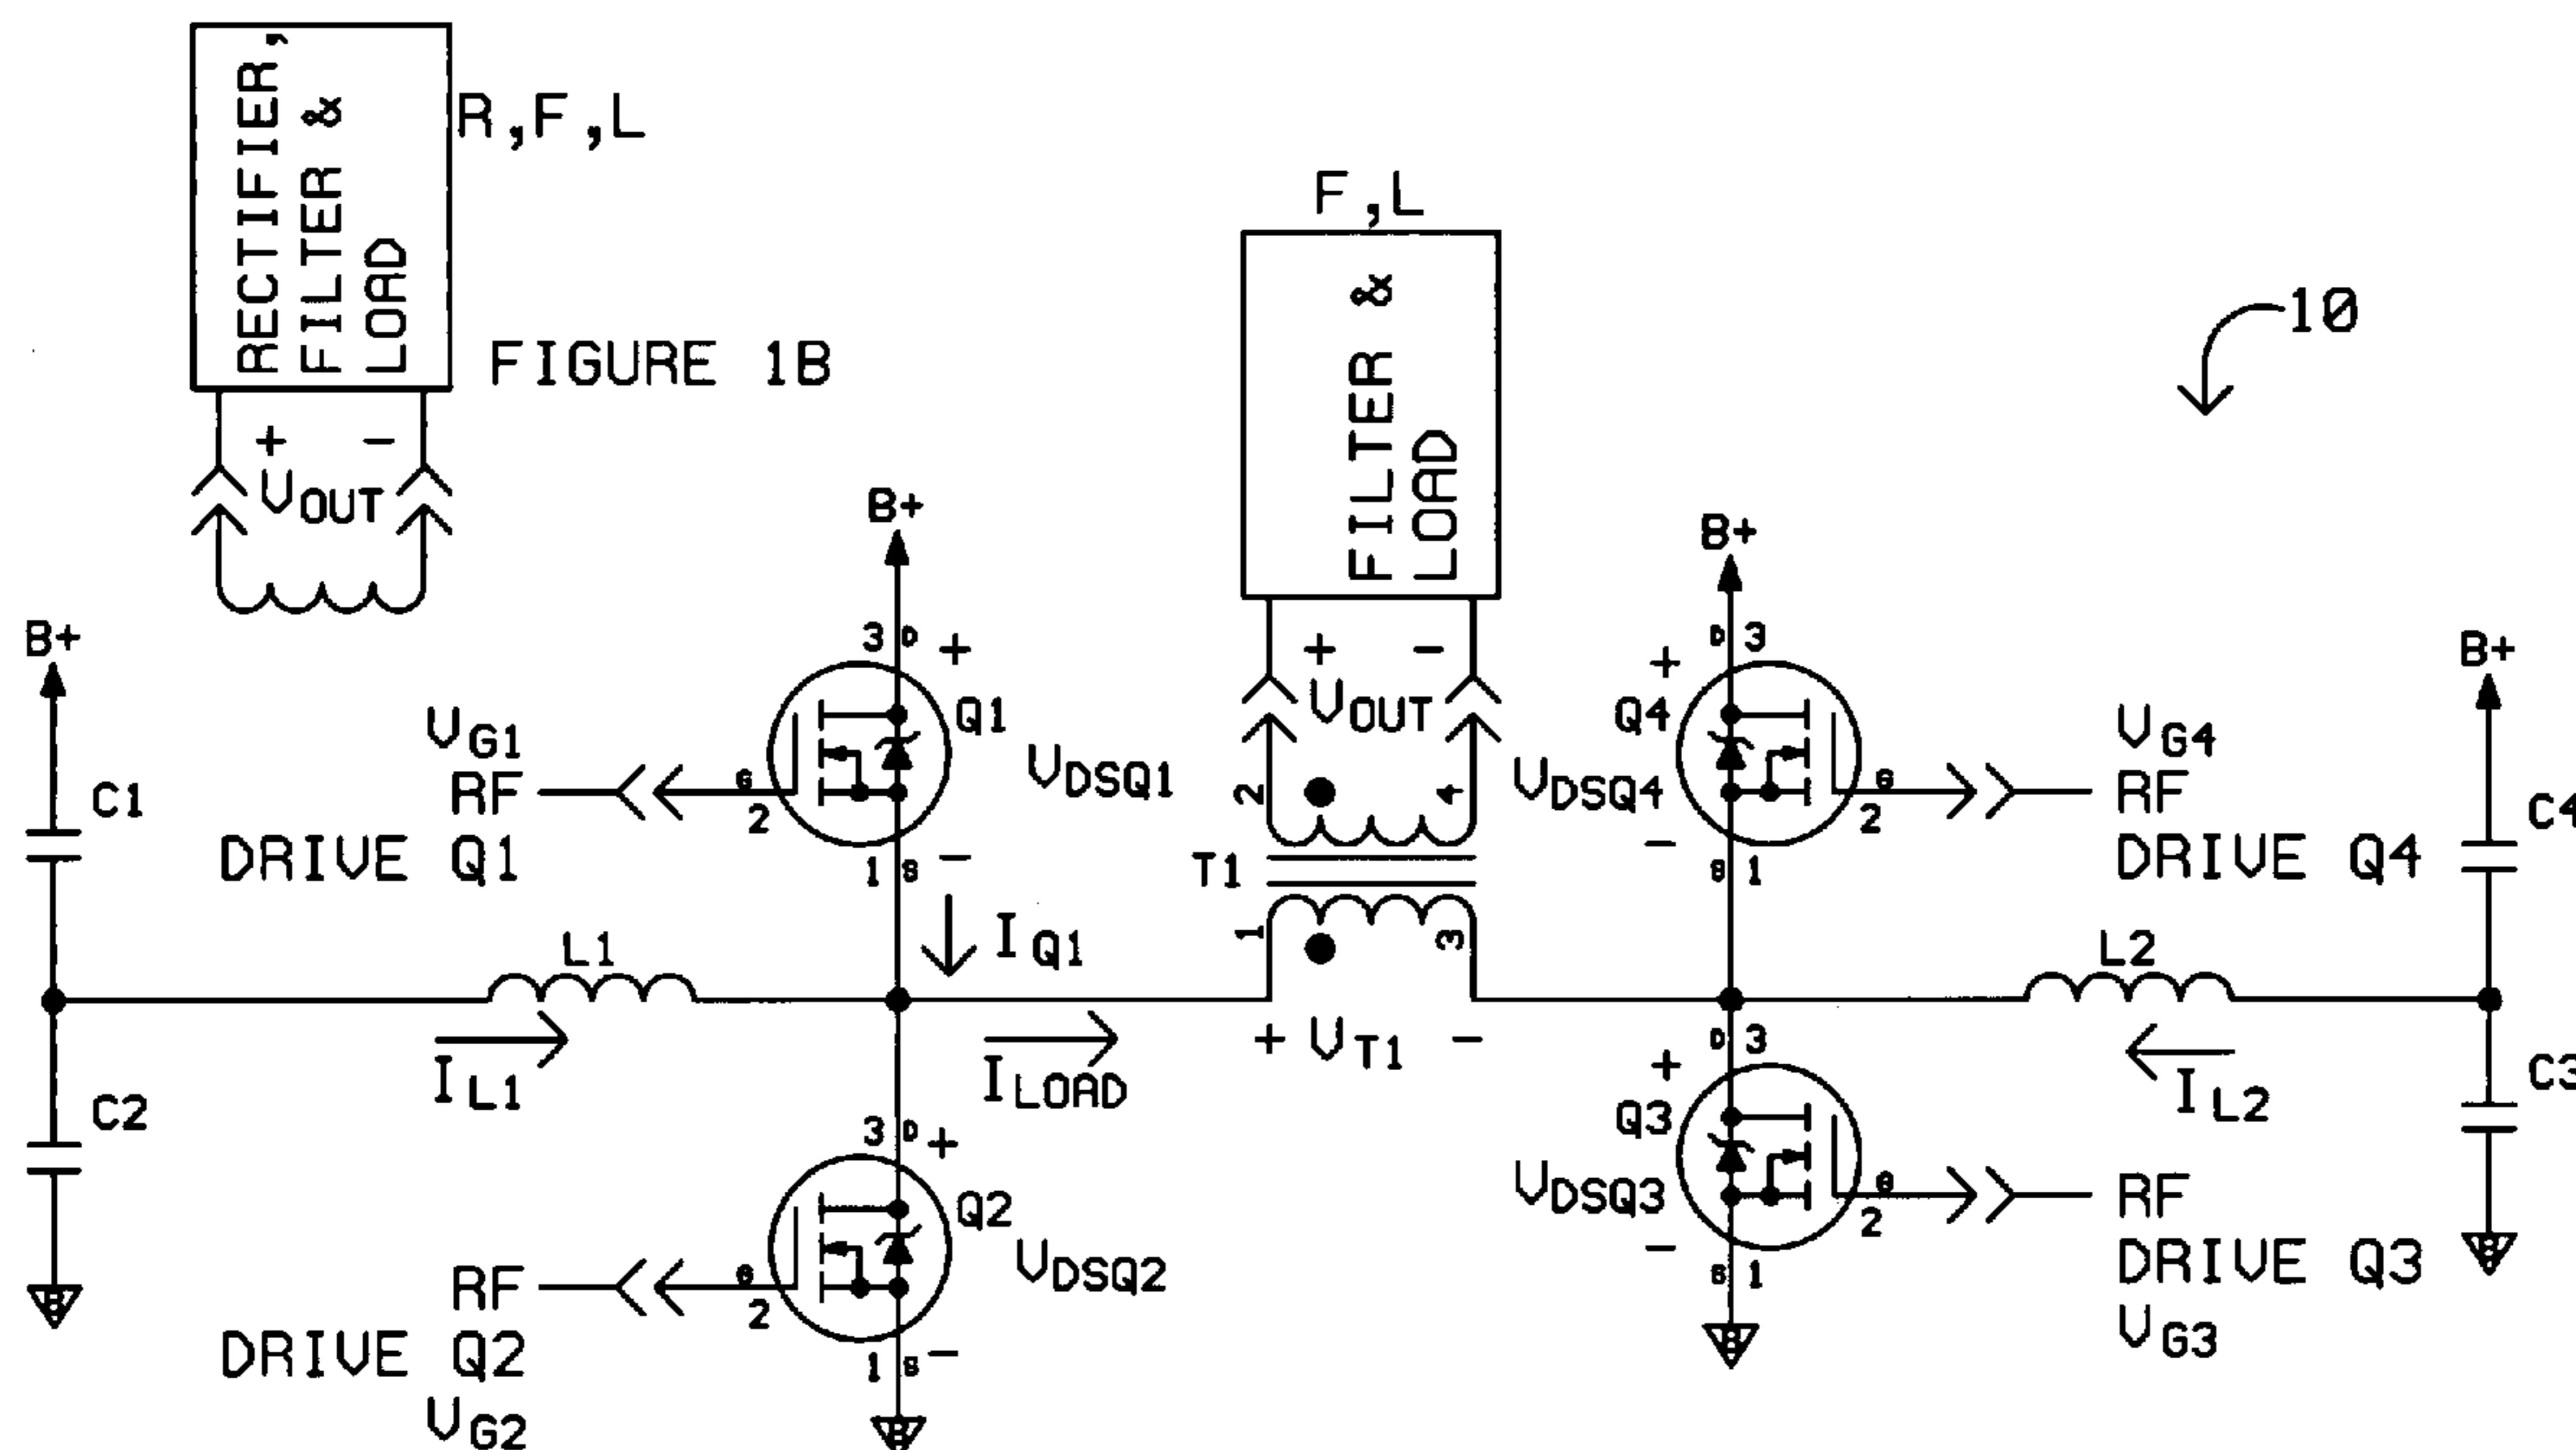 RECTIFIER,
FILTER &
LOAD
R,F,L
FIGURE 1B
+ -
VOUT
F,L
FILTER &
LOAD
10
B+
B+
B+
B+
3 D +
D 3
+
+ -
VG1
RF
DRIVE Q1
G
2
Q1
VDSQ1
1 S -
VOUT
2
4
T1
1
3
Q4
VDSQ4
-
S 1
G
2
VG4
RF
DRIVE Q4
C1
C4
L1
IQ1
L2
IL1
ILOAD
+ VT1 -
IL2
C2
C3
3 D +
Q2
VDSQ2
G
2
1 S -
RF
DRIVE Q2
VG2
D 3
+
Q3
VDSQ3
-
S 1
G
2
RF
DRIVE Q3
VG3
B
B
B
B